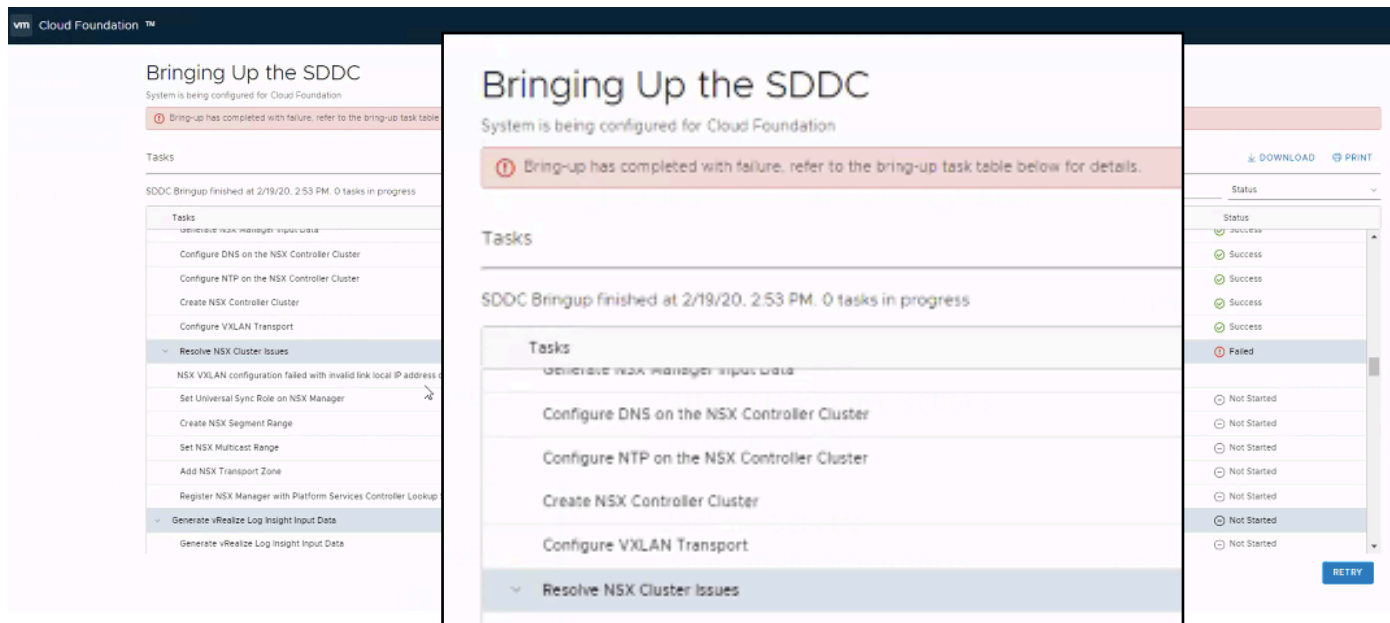 vm Cloud Foundation ™
Bringing Up the SDDC
System is being configured for Cloud Foundation
Bring-up has completed with failure, refer to the bring-up task table
Tasks
DOWNLOAD PRINT
SDDC Bringup finished at 2/19/20, 2:53 PM. 0 tasks in progress
Status
Tasks Status
Generate NSX Manager Input Data Success
Configure DNS on the NSX Controller Cluster Success
Configure NTP on the NSX Controller Cluster Success
Create NSX Controller Cluster Success
Configure VXLAN Transport Success
Resolve NSX Cluster Issues Failed
NSX VXLAN configuration failed with invalid link local IP address
Set Universal Sync Role on NSX Manager Not Started
Create NSX Segment Range Not Started
Set NSX Multicast Range Not Started
Add NSX Transport Zone Not Started
Register NSX Manager with Platform Services Controller Lookup Not Started
Generate vRealize Log Insight Input Data Not Started
Generate vRealize Log Insight Input Data Not Started
RETRY
Bringing Up the SDDC
System is being configured for Cloud Foundation
Bring-up has completed with failure, refer to the bring-up task table below for details.
Tasks
SDDC Bringup finished at 2/19/20, 2:53 PM. 0 tasks in progress
Tasks
Generate NSX Manager Input Data
Configure DNS on the NSX Controller Cluster
Configure NTP on the NSX Controller Cluster
Create NSX Controller Cluster
Configure VXLAN Transport
Resolve NSX Cluster Issues